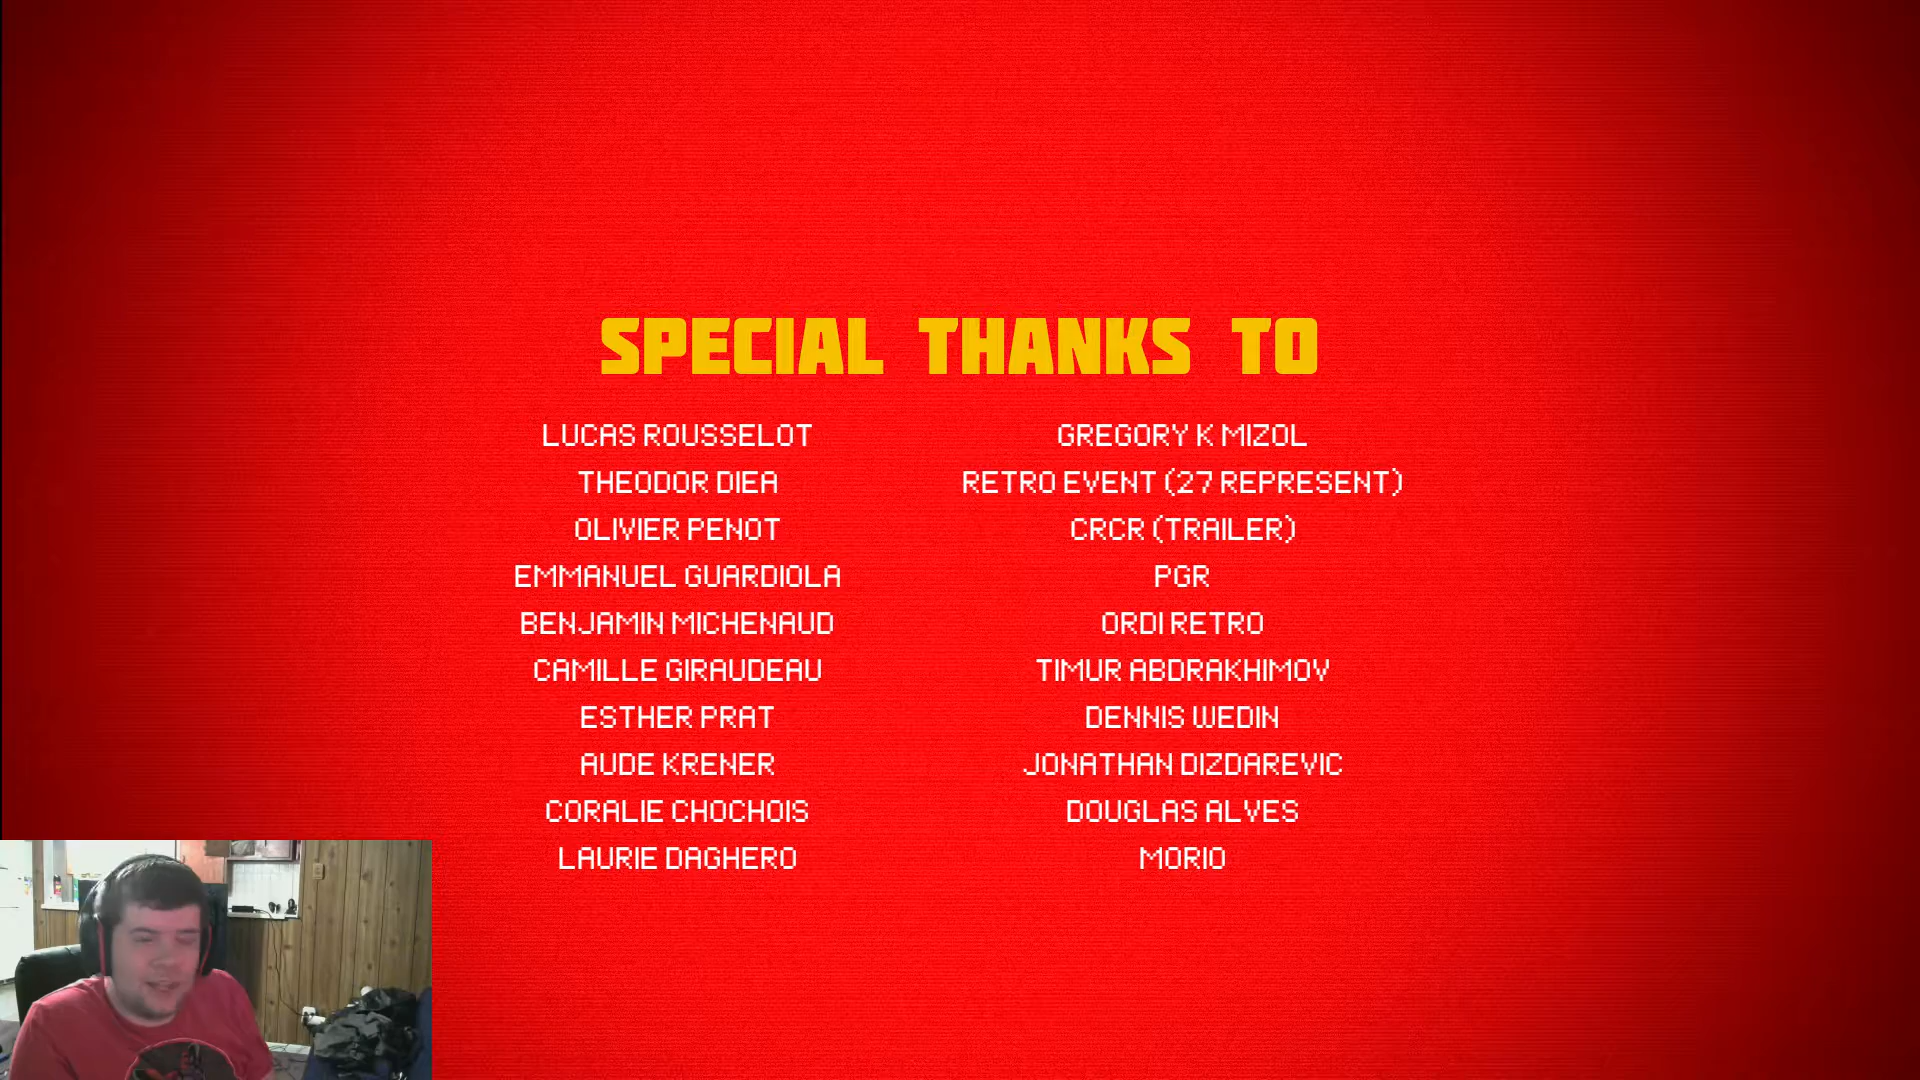 SPECIAL THANKS TO
LUCAS ROUSSELOT
THEODOR DIEA
OLIVIER PENOT
EMMANUEL GUARDIOLA
BENJAMIN MICHENAUD
CAMILLE GIRAUDEAU
ESTHER PRAT
AUDE KRENER
CORALIE CHOCHOIS
LAURIE DAGHERO
GREGORY K MIZOL
RETRO EVENT (27 REPRESENT)
CRCR (TRAILER)
PGR
ORDI RETRO
TIMUR ABDRAKHIMOV
DENNIS WEDIN
JONATHAN DIZDAREVIC
DOUGLAS ALVES
MORIO